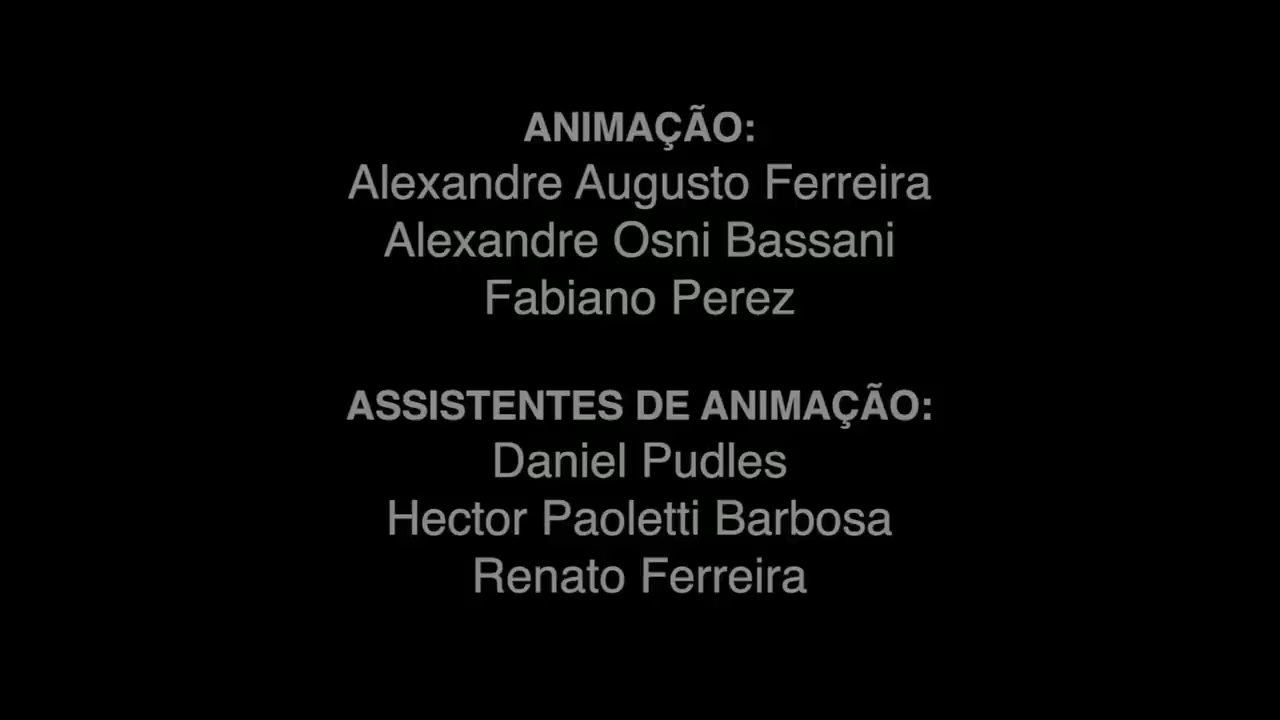 ANIMAÇÃO:
Alexandre Augusto Ferreira
Alexandre Osni Bassani
Fabiano Perez
ASSISTENTES DE ANIMAÇÃO:
Daniel Pudles
Hector Paoletti Barbosa
Renato Ferreira